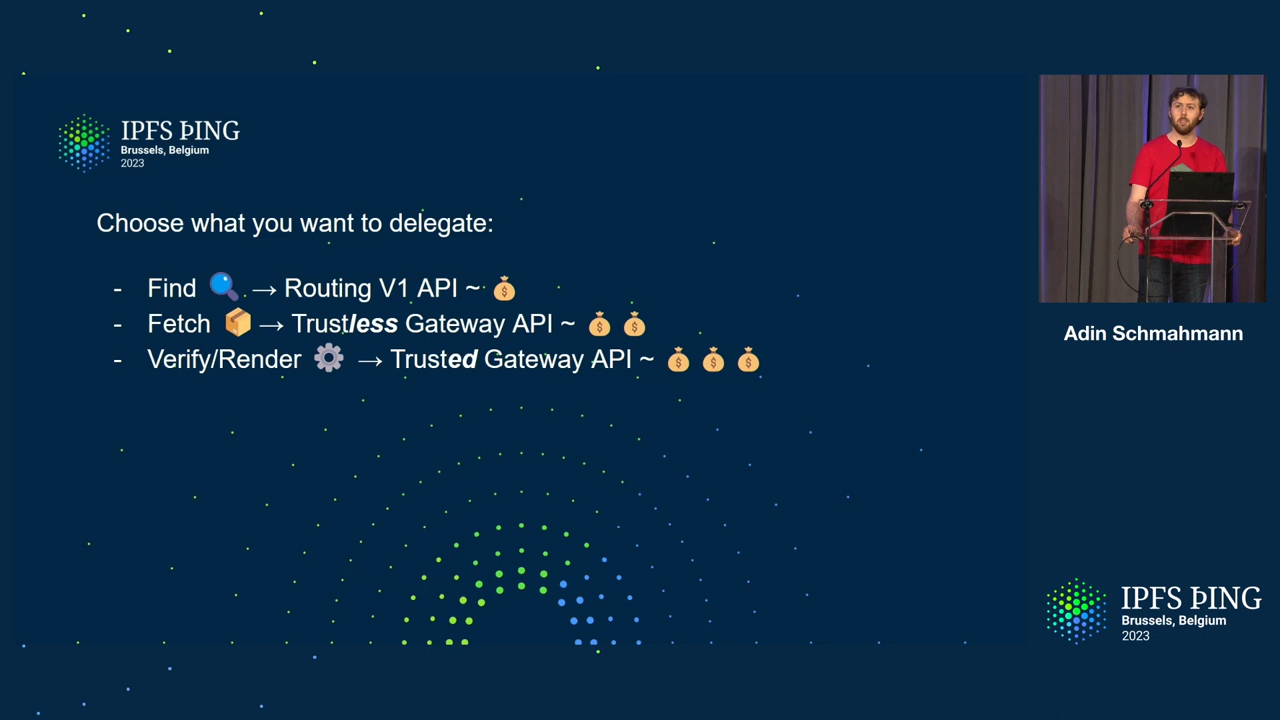 IPFS ÞING
Brussels, Belgium
2023
Choose what you want to delegate:
- Find 🔍 → Routing V1 API ~ 💰
- Fetch 📦 → Trustless Gateway API ~ 💰 💰
- Verify/Render ⚙️ → Trusted Gateway API ~ 💰 💰 💰
Adin Schmahmann
IPFS ÞING
Brussels, Belgium
2023